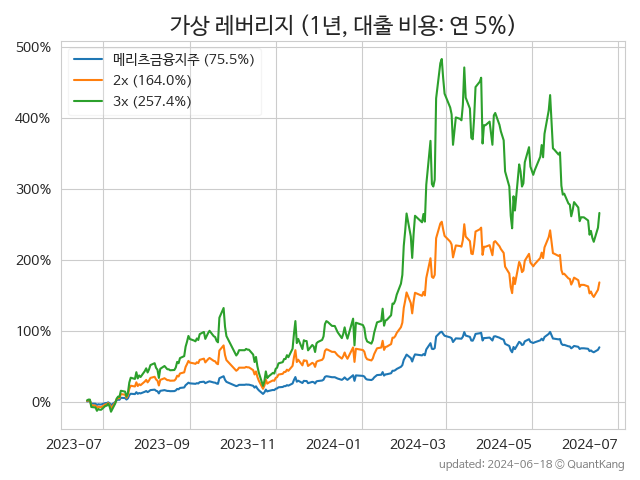 가상 레버리지 (1년, 대출 비용: 연 5%)
500%
메리츠금융지주 (75.5%)
2x (164.0%)
3x (257.4%)
400%
300%
200%
100%
0%
2023-07 2023-09 2023-11 2024-01 2024-03 2024-05 2024-07
updated: 2024-06-18 © QuantKang